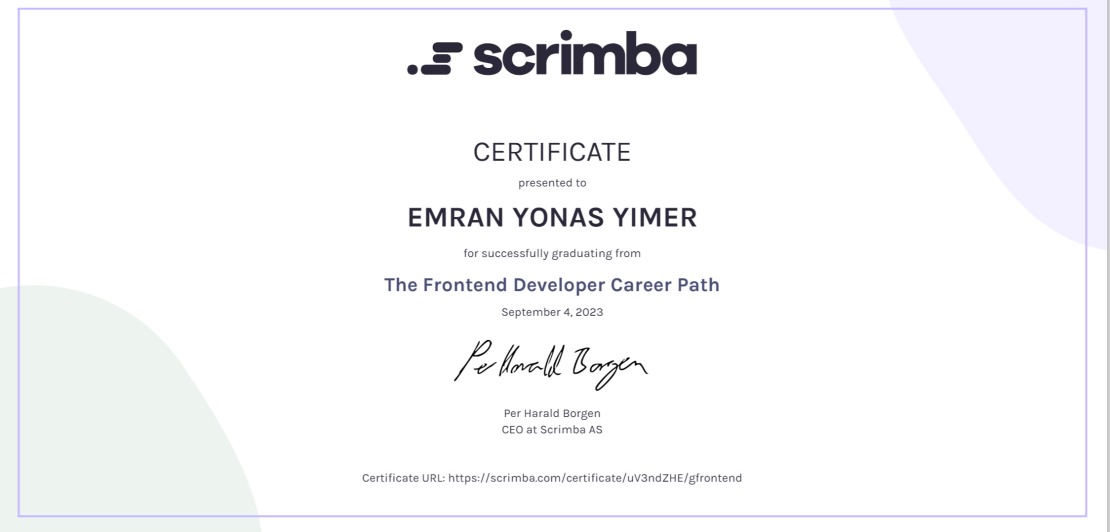 scrimba
CERTIFICATE
presented to
EMRAN YONAS YIMER
for successfully graduating from
The Frontend Developer Career Path
September 4, 2023
Per Harald Borgen
Per Harald Borgen
CEO at Scrimba AS
Certificate URL: https://scrimba.com/certificate/uV3ndZHE/gfrontend